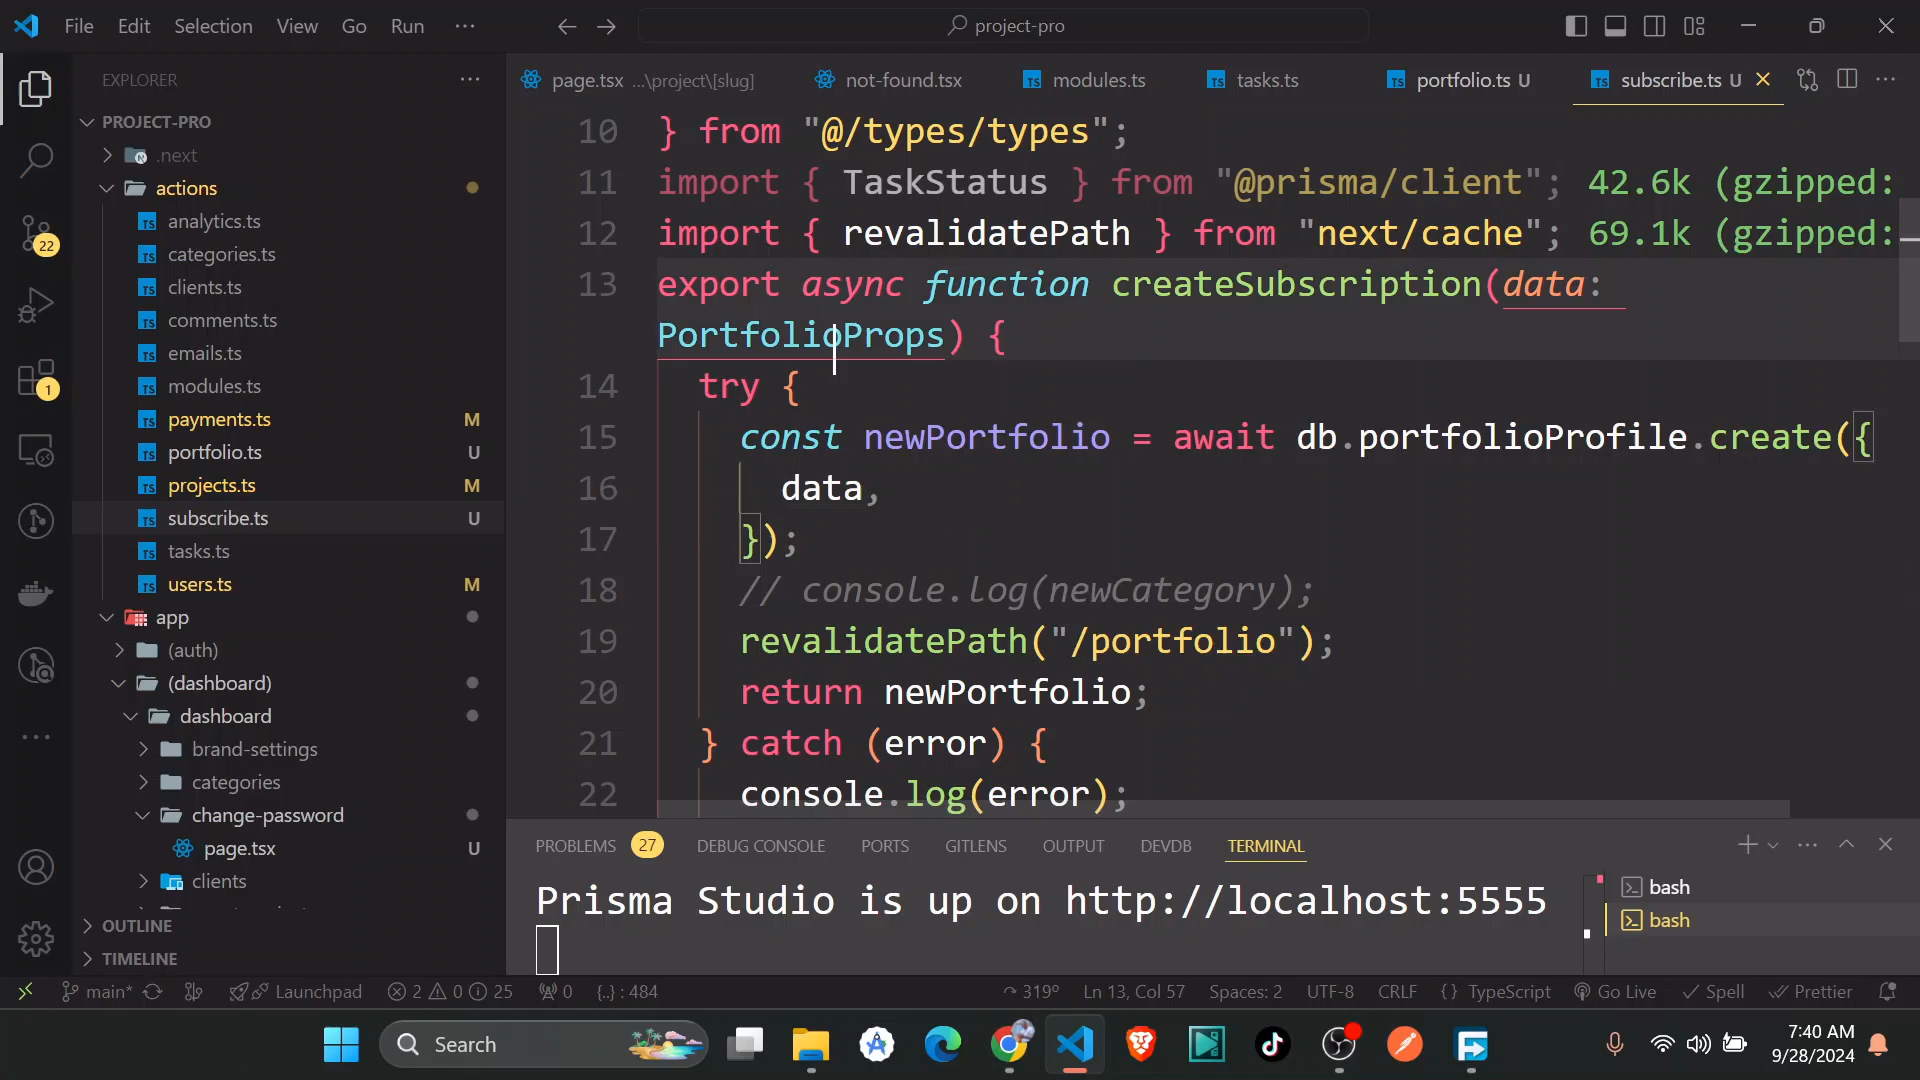 File Edit Selection View Go Run ···
project-pro
EXPLORER
page.tsx ...\project\[slug]
not-found.tsx
modules.ts
tasks.ts
portfolio.ts U
subscribe.ts U
PROJECT-PRO
.next
actions
analytics.ts
categories.ts
clients.ts
comments.ts
emails.ts
modules.ts
payments.ts M
portfolio.ts U
projects.ts M
subscribe.ts U
tasks.ts
users.ts M
app
(auth)
(dashboard)
dashboard
brand-settings
categories
change-password
page.tsx U
clients
OUTLINE
TIMELINE
22
1
10 } from "@/types/types";
11 import { TaskStatus } from "@prisma/client"; 42.6k (gzipped:
12 import { revalidatePath } from "next/cache"; 69.1k (gzipped:
13 export async function createSubscription(data:
PortfolioProps) {
14 try {
15 const newPortfolio = await db.portfolioProfile.create({
16 data,
17 });
18 // console.log(newCategory);
19 revalidatePath("/portfolio");
20 return newPortfolio;
21 } catch (error) {
22 console.log(error);
PROBLEMS 27 DEBUG CONSOLE PORTS GITLENS OUTPUT DEVDB TERMINAL
Prisma Studio is up on http://localhost:5555
bash
bash
main* Launchpad 2 0 25 0 {..} : 484 319° Ln 13, Col 57 Spaces: 2 UTF-8 CRLF { } TypeScript Go Live Spell Prettier
Search
7:40 AM
9/28/2024